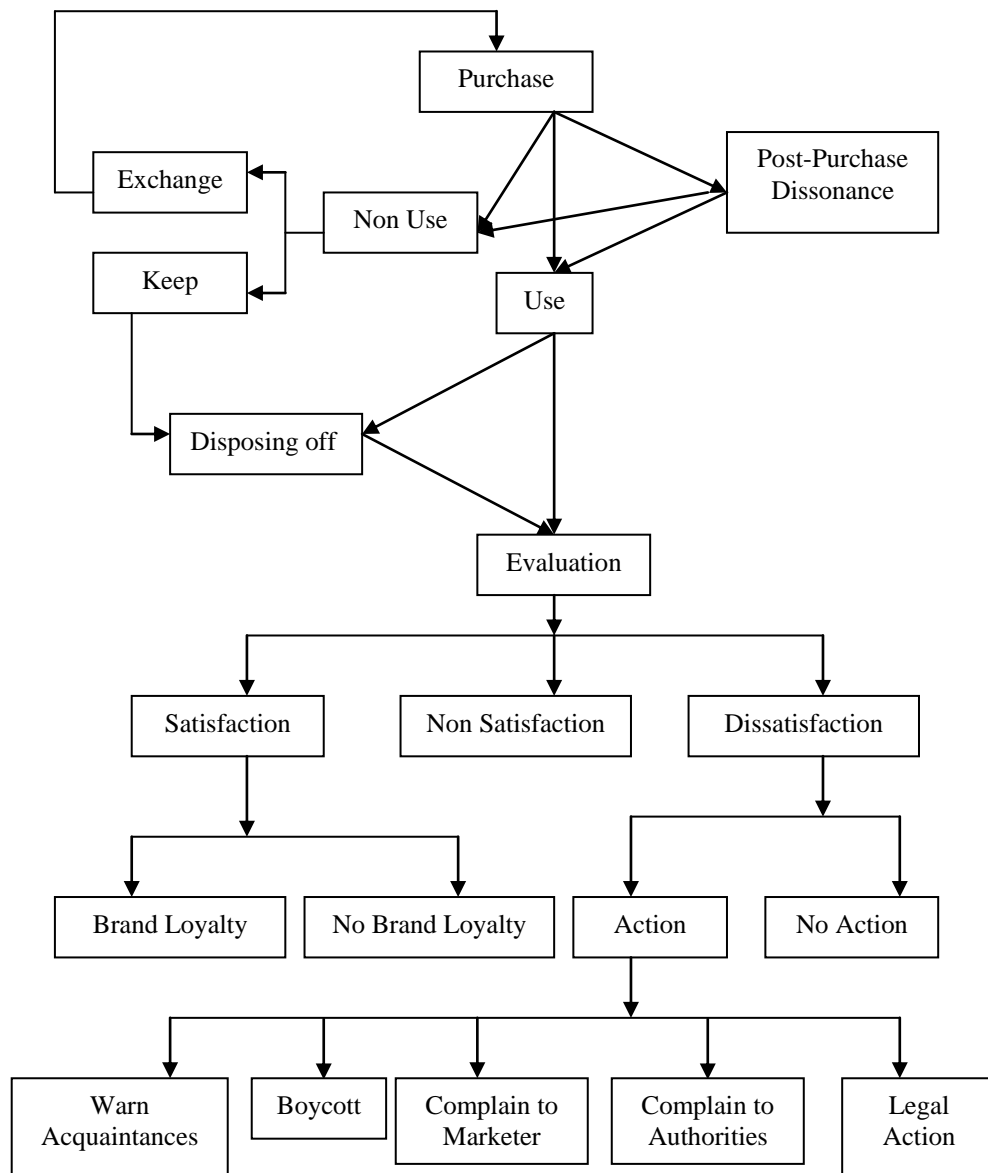 Purchase
Post-Purchase
Dissonance
Exchange
Non Use
Keep
Use
Disposing off
Evaluation
Satisfaction
Non Satisfaction
Dissatisfaction
Brand Loyalty
No Brand Loyalty
Action
No Action
Warn
Acquaintances
Boycott
Complain to
Marketer
Complain to
Authorities
Legal
Action